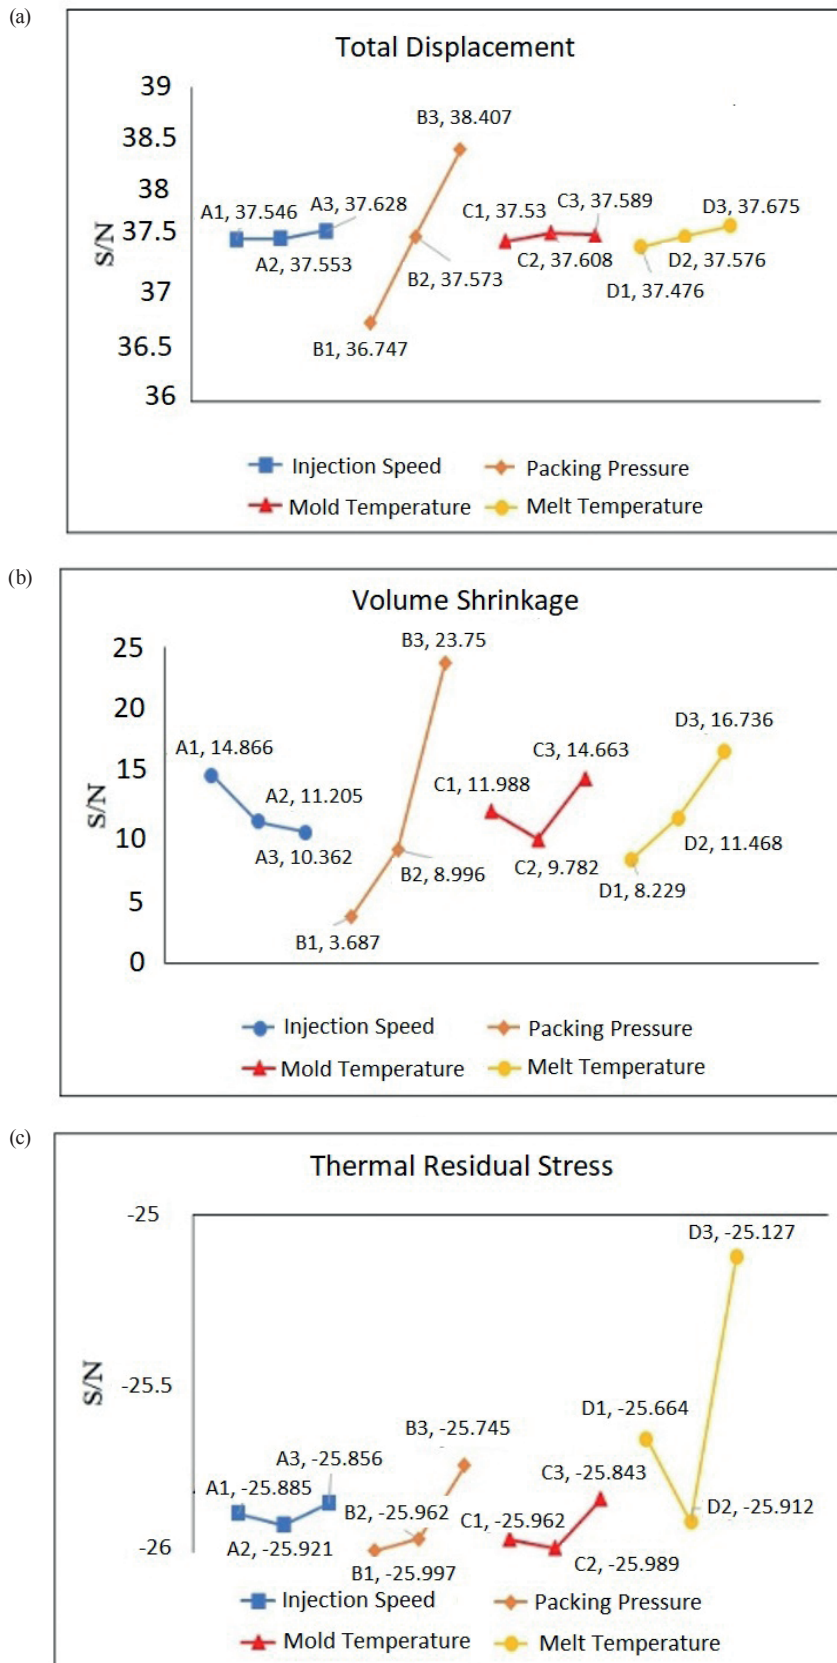 (a)
Total Displacement
39
38.5
38
37.5
37
36.5
36
S/N
A1, 37.546
A2, 37.553
A3, 37.628
B1, 36.747
B2, 37.573
B3, 38.407
C1, 37.53
C2, 37.608
C3, 37.589
D1, 37.476
D2, 37.576
D3, 37.675
Injection Speed
Packing Pressure
Mold Temperature
Melt Temperature
(b)
Volume Shrinkage
25
20
15
10
5
0
S/N
A1, 14.866
A2, 11.205
A3, 10.362
B1, 3.687
B2, 8.996
B3, 23.75
C1, 11.988
C2, 9.782
C3, 14.663
D1, 8.229
D2, 11.468
D3, 16.736
Injection Speed
Packing Pressure
Mold Temperature
Melt Temperature
(c)
Thermal Residual Stress
-25
-25.5
-26
S/N
A1, -25.885
A2, -25.921
A3, -25.856
B1, -25.997
B2, -25.962
B3, -25.745
C1, -25.962
C2, -25.989
C3, -25.843
D1, -25.664
D2, -25.912
D3, -25.127
Injection Speed
Packing Pressure
Mold Temperature
Melt Temperature